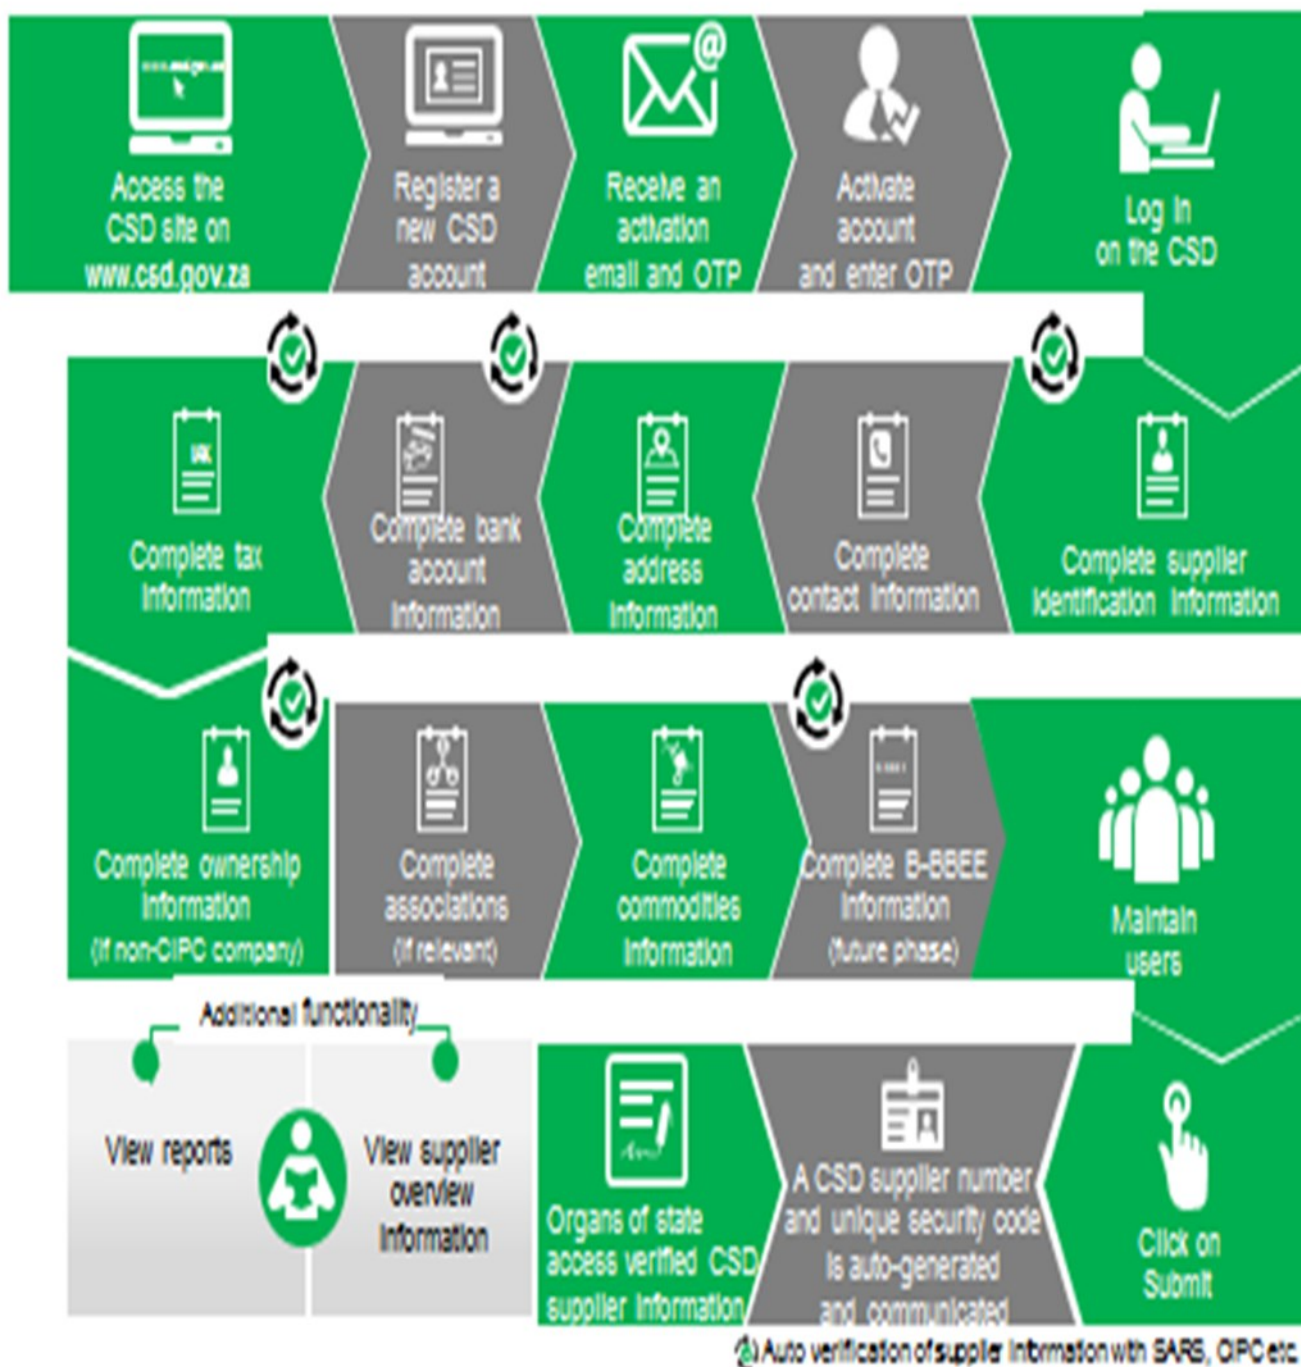 Access the
CSD site on
www.csd.gov.za
Register a
new CSD
account
@
Receive an
activation
email and OTP
Activate
account
and enter OTP
Log in
on the CSD
Complete supplier
identification information
Complete
contact information
Complete
address
information
Complete bank
account
information
Complete tax
information
Complete ownership
information
(if non-CIPC company)
Complete
associations
(if relevant)
Complete
commodities
information
Complete B-BBEE
information
(future phase)
Maintain
users
Click on
Submit
A CSD supplier number
and unique security code
is auto-generated
and communicated
Organs of state
access verified CSD
supplier information
Additional functionality
View reports
View supplier
overview
information
Auto verification of supplier information with SARS, CIPC etc.